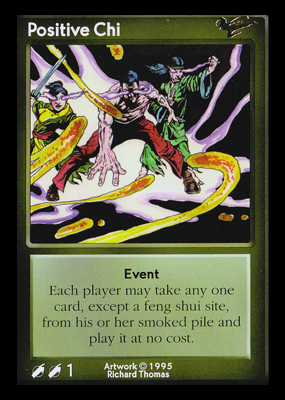 Positive Chi
Event
Each player may take any one
card, except a feng shui site,
from his or her smoked pile and
play it at no cost.
1
Artwork © 1995
Richard Thomas